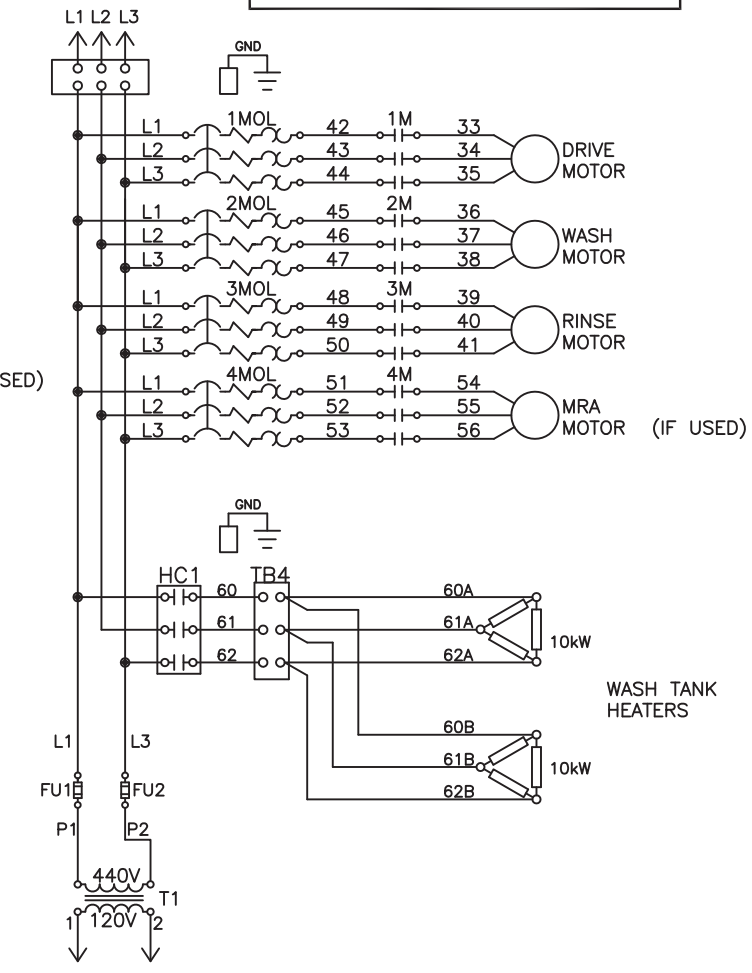 L1 L2 L3
GND
1MOL 1M
L1 42 33
L2 43 34 DRIVE
L3 44 35 MOTOR
2MOL 2M
L1 45 36
L2 46 37 WASH
L3 47 38 MOTOR
3MOL 3M
L1 48 39
L2 49 40 RINSE
L3 50 41 MOTOR
SED)
4MOL 4M
L1 51 54
L2 52 55 MRA
L3 53 56 MOTOR (IF USED)
GND
HC1 TB4
60 60A
61 61A
62 62A
10kW
WASH TANK
HEATERS
60B
61B
62B
10kW
L1 L3
FU1 FU2
P1 P2
440V
T1
1 120V 2